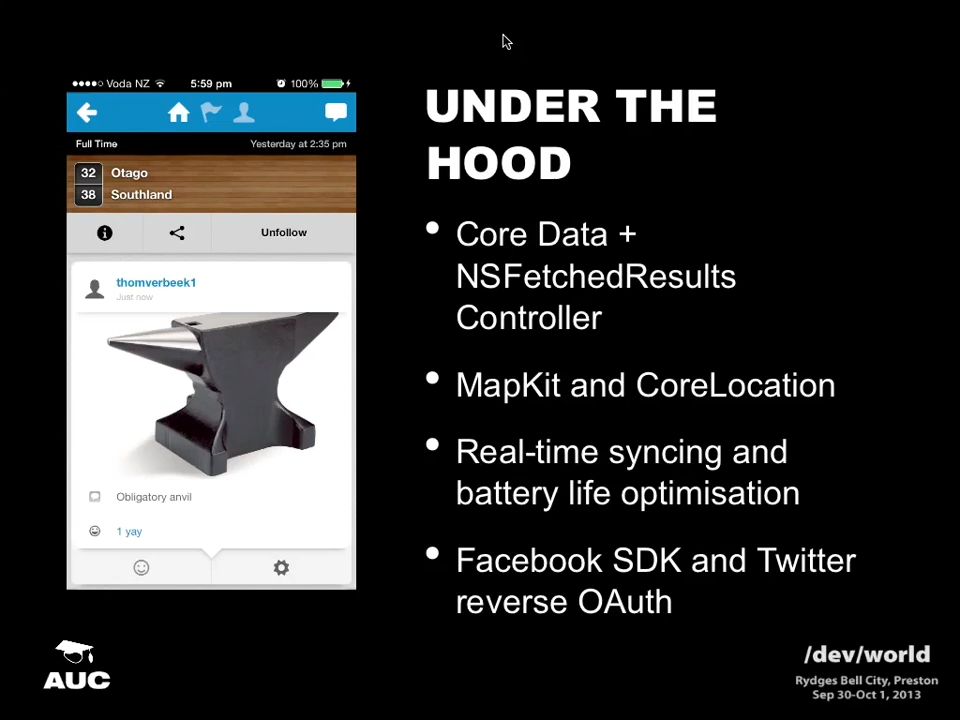 Voda NZ 5:59 pm 100%
Full Time Yesterday at 2:35 pm
32 Otago
38 Southland
Unfollow
thomverbeek1
Just now
Obligatory anvil
1 yay
UNDER THE
HOOD
• Core Data +
NSFetchedResults
Controller
• MapKit and CoreLocation
• Real-time syncing and
battery life optimisation
• Facebook SDK and Twitter
reverse OAuth
AUC
/dev/world
Rydges Bell City, Preston
Sep 30-Oct 1, 2013